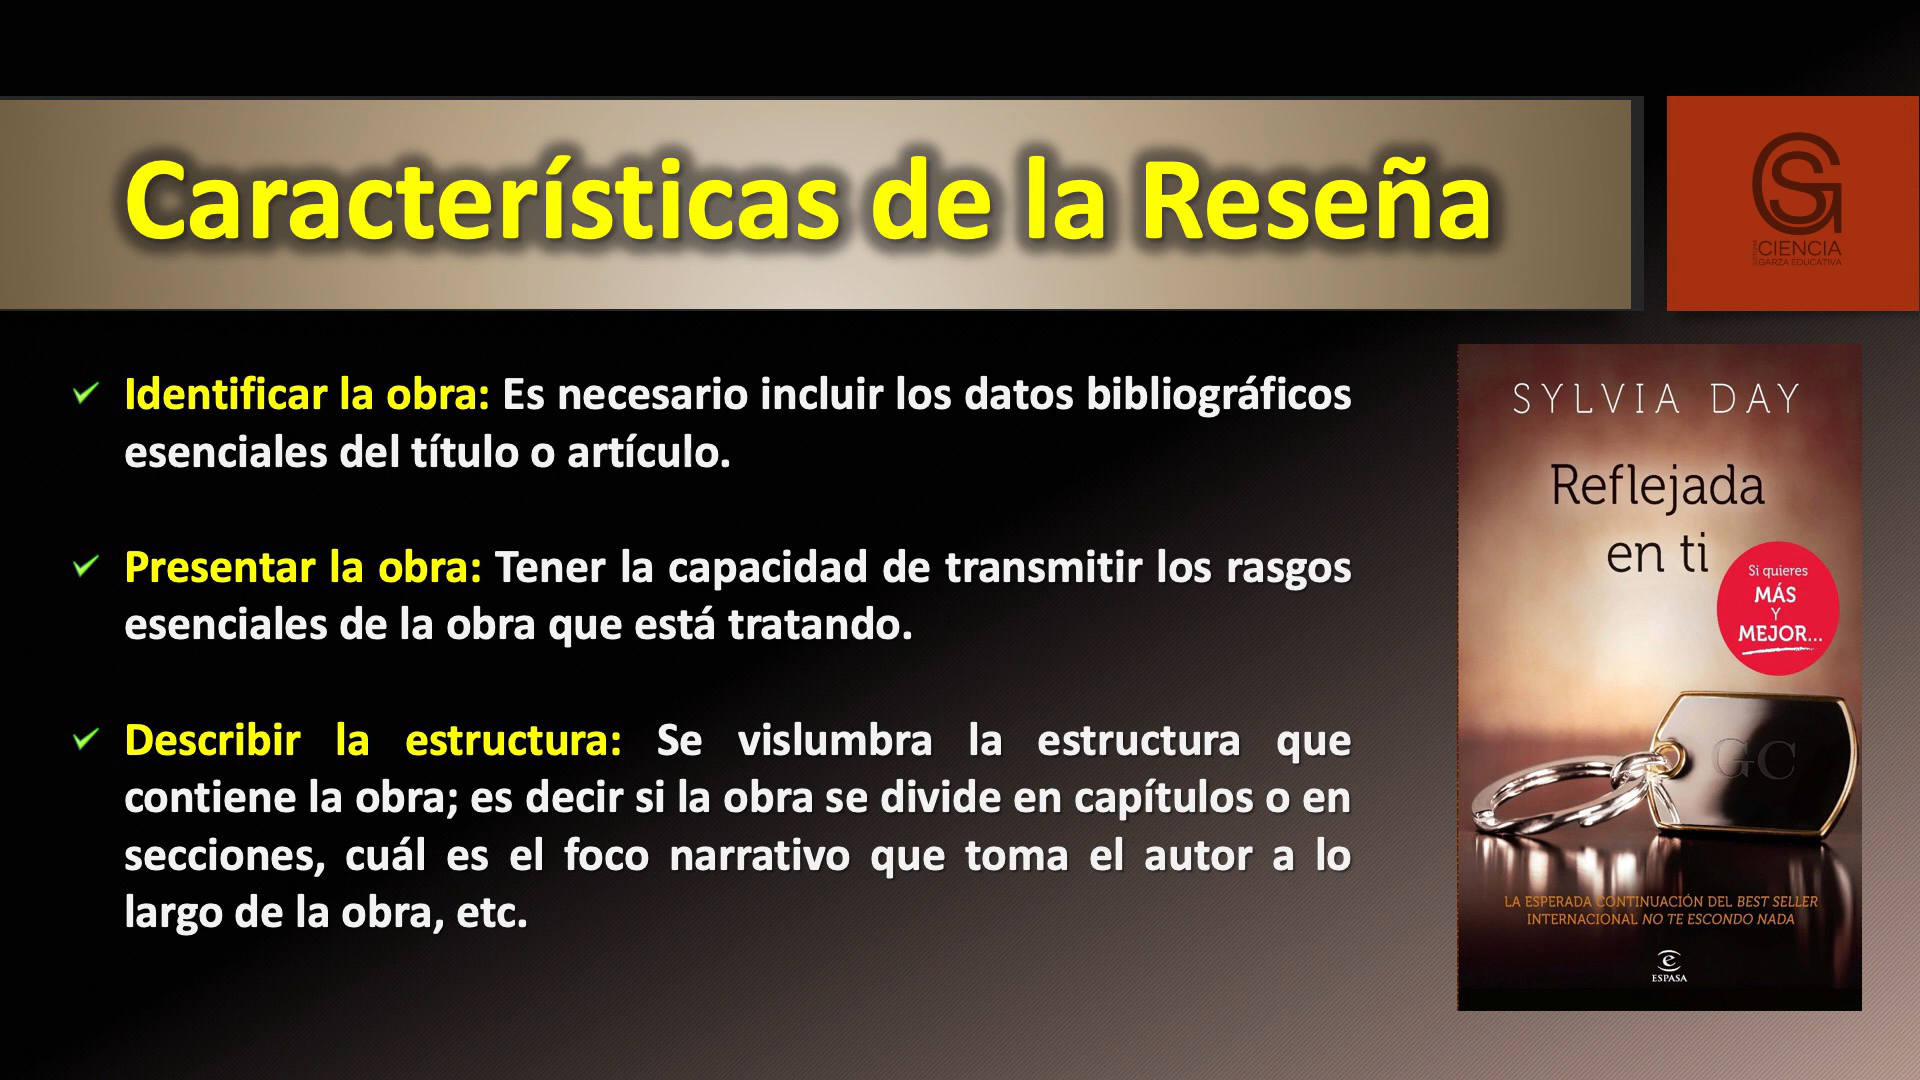 Características de la Reseña
CIENCIA
GARZA EDUCATIVA
Identificar la obra: Es necesario incluir los datos bibliográficos
esenciales del título o artículo.
Presentar la obra: Tener la capacidad de transmitir los rasgos
esenciales de la obra que está tratando.
Describir la estructura: Se vislumbra la estructura que
contiene la obra; es decir si la obra se divide en capítulos o en
secciones, cuál es el foco narrativo que toma el autor a lo
largo de la obra, etc.
SYLVIA DAY
Reflejada
en ti
Si quieres
MÁS
Y
MEJOR...
GC
LA ESPERADA CONTINUACIÓN DEL BEST SELLER
INTERNACIONAL NO TE ESCONDO NADA
e
ESPASA